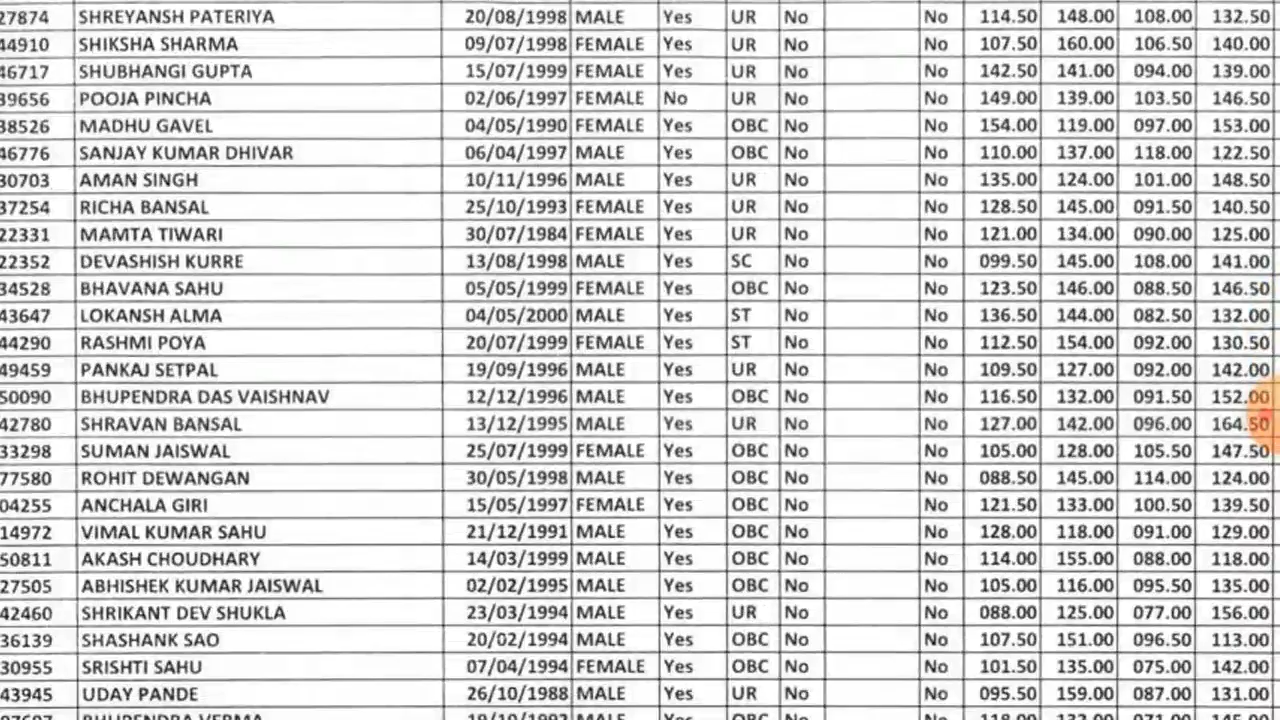 27874 SHREYANSH PATERIYA 20/08/1998 MALE Yes UR No No 114.50 148.00 108.00 132.50
44910 SHIKSHA SHARMA 09/07/1998 FEMALE Yes UR No No 107.50 160.00 106.50 140.00
46717 SHUBHANGI GUPTA 15/07/1999 FEMALE Yes UR No No 142.50 141.00 094.00 139.00
39656 POOJA PINCHA 02/06/1997 FEMALE No UR No No 149.00 139.00 103.50 146.50
38526 MADHU GAVEL 04/05/1990 FEMALE Yes OBC No No 154.00 119.00 097.00 153.00
46776 SANJAY KUMAR DHIVAR 06/04/1997 MALE Yes OBC No No 110.00 137.00 118.00 122.50
30703 AMAN SINGH 10/11/1996 MALE Yes UR No No 135.00 124.00 101.00 148.50
37254 RICHA BANSAL 25/10/1993 FEMALE Yes UR No No 128.50 145.00 091.50 140.50
22331 MAMTA TIWARI 30/07/1984 FEMALE Yes UR No No 121.00 134.00 090.00 125.00
22352 DEVASHISH KURRE 13/08/1998 MALE Yes SC No No 099.50 145.00 108.00 141.00
34528 BHAVANA SAHU 05/05/1999 FEMALE Yes OBC No No 123.50 146.00 088.50 146.50
43647 LOKANSH ALMA 04/05/2000 MALE Yes ST No No 136.50 144.00 082.50 132.00
44290 RASHMI POYA 20/07/1999 FEMALE Yes ST No No 112.50 154.00 092.00 130.50
49459 PANKAJ SETPAL 19/09/1996 MALE Yes UR No No 109.50 127.00 092.00 142.00
50090 BHUPENDRA DAS VAISHNAV 12/12/1996 MALE Yes OBC No No 116.50 132.00 091.50 152.00
42780 SHRAVAN BANSAL 13/12/1995 MALE Yes UR No No 127.00 142.00 096.00 164.50
33298 SUMAN JAISWAL 25/07/1999 FEMALE Yes OBC No No 105.00 128.00 105.50 147.50
77580 ROHIT DEWANGAN 30/05/1998 MALE Yes OBC No No 088.50 145.00 114.00 124.00
04255 ANCHALA GIRI 15/05/1997 FEMALE Yes OBC No No 121.50 133.00 100.50 139.50
14972 VIMAL KUMAR SAHU 21/12/1991 MALE Yes OBC No No 128.00 118.00 091.00 129.00
50811 AKASH CHOUDHARY 14/03/1999 MALE Yes OBC No No 114.00 155.00 088.00 118.00
27505 ABHISHEK KUMAR JAISWAL 02/02/1995 MALE Yes OBC No No 105.00 116.00 095.50 135.00
42460 SHRIKANT DEV SHUKLA 23/03/1994 MALE Yes UR No No 088.00 125.00 077.00 156.00
36139 SHASHANK SAO 20/02/1994 MALE Yes OBC No No 107.50 151.00 096.50 113.00
30955 SRISHTI SAHU 07/04/1994 FEMALE Yes OBC No No 101.50 135.00 075.00 142.00
43945 UDAY PANDE 26/10/1988 MALE Yes UR No No 095.50 159.00 087.00 131.00
BHUPENDRA VERMA MALE Yes OBC No No